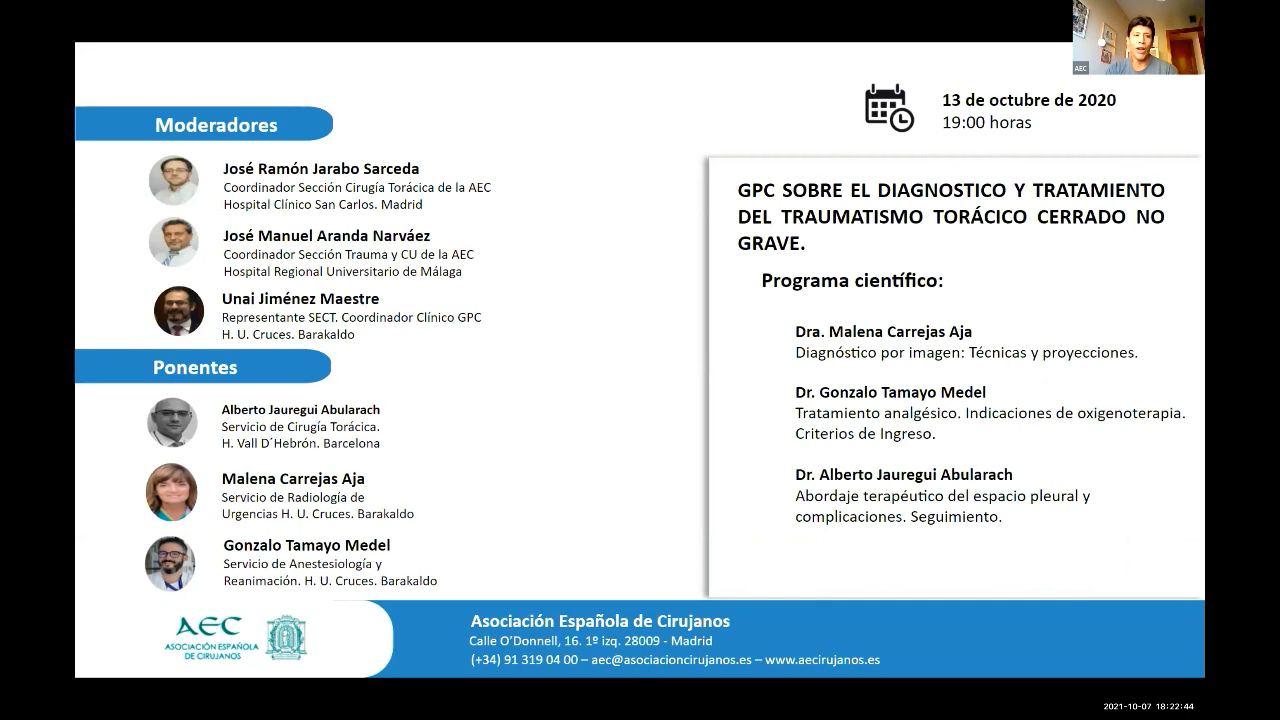 AEC
13 de octubre de 2020
19:00 horas
Moderadores
José Ramón Jarabo Sarceda
Coordinador Sección Cirugía Torácica de la AEC
Hospital Clínico San Carlos. Madrid
José Manuel Aranda Narváez
Coordinador Sección Trauma y CU de la AEC
Hospital Regional Universitario de Málaga
Unai Jiménez Maestre
Representante SECT. Coordinador Clínico GPC
H. U. Cruces. Barakaldo
Ponentes
Alberto Jauregui Abularach
Servicio de Cirugía Torácica.
H. Vall D´Hebrón. Barcelona
Malena Carrejas Aja
Servicio de Radiología de
Urgencias H. U. Cruces. Barakaldo
Gonzalo Tamayo Medel
Servicio de Anestesiología y
Reanimación. H. U. Cruces. Barakaldo
GPC SOBRE EL DIAGNOSTICO Y TRATAMIENTO
DEL TRAUMATISMO TORÁCICO CERRADO NO
GRAVE.
Programa científico:
Dra. Malena Carrejas Aja
Diagnóstico por imagen: Técnicas y proyecciones.
Dr. Gonzalo Tamayo Medel
Tratamiento analgésico. Indicaciones de oxigenoterapia.
Criterios de Ingreso.
Dr. Alberto Jauregui Abularach
Abordaje terapéutico del espacio pleural y
complicaciones. Seguimiento.
AEC
ASOCIACIÓN ESPAÑOLA
DE CIRUJANOS
Asociación Española de Cirujanos
Calle O’Donnell, 16. 1º izq. 28009 - Madrid
(+34) 91 319 04 00 – aec@asociacioncirujanos.es – www.aecirujanos.es
2021-10-07 18:22:44